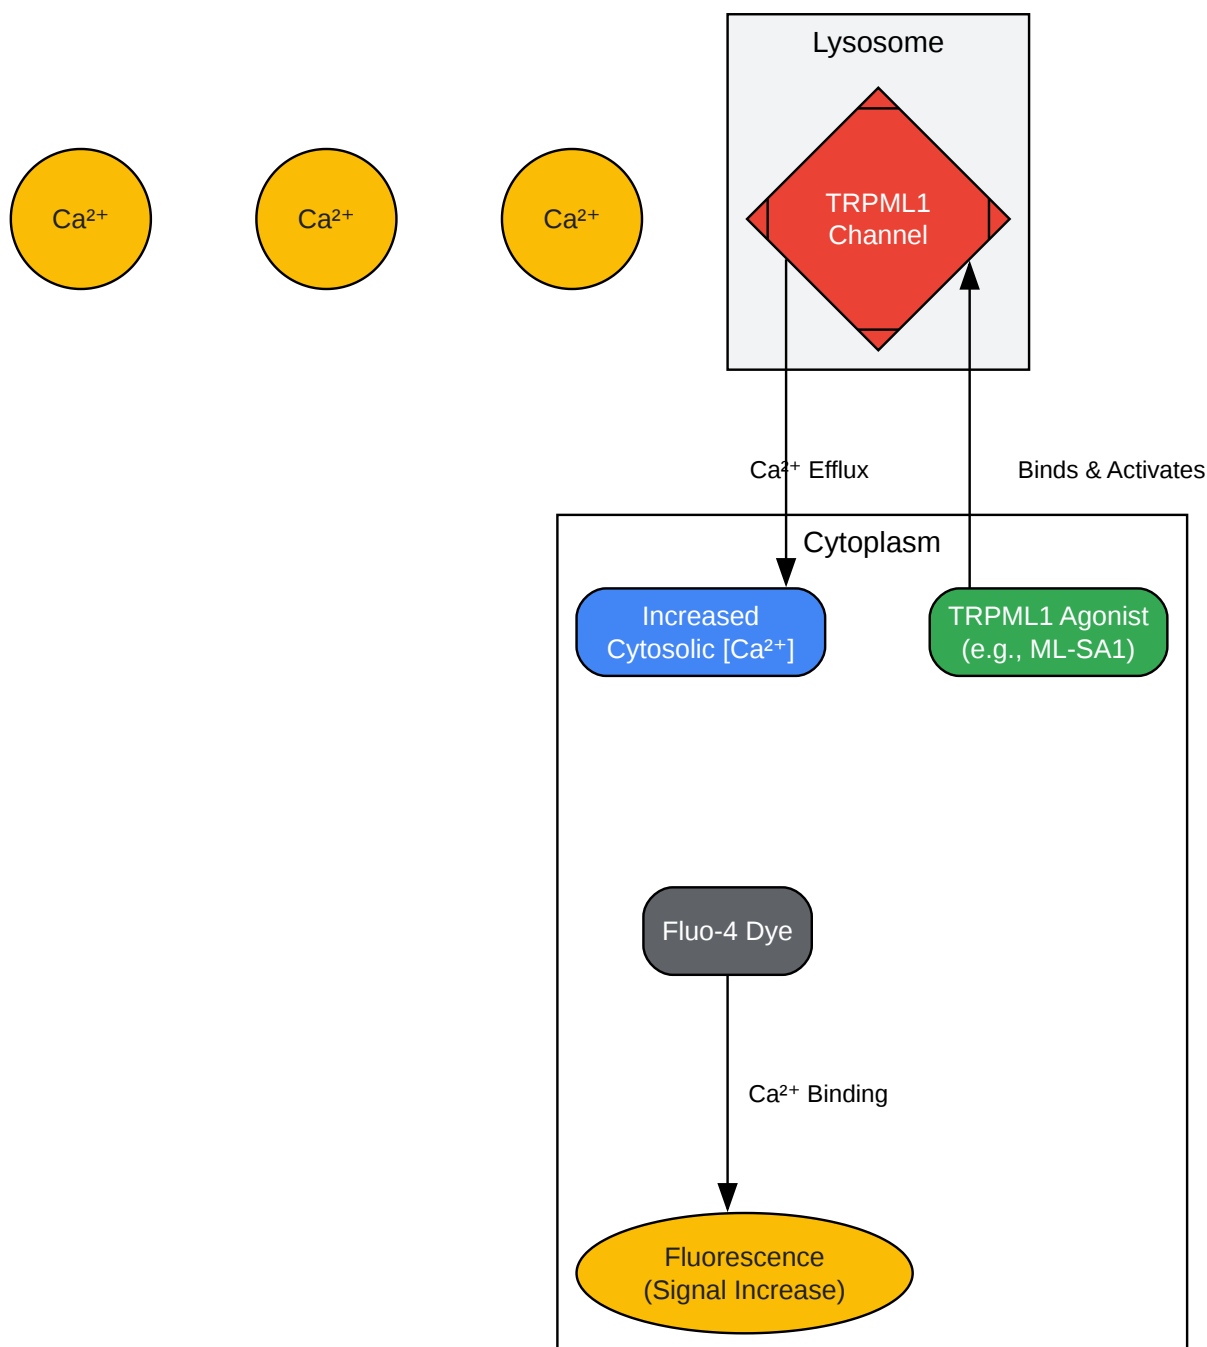 Lysosome
Ca²⁺
Ca²⁺
Ca²⁺
TRPML1
Channel
Ca²⁺ Efflux
Binds & Activates
Cytoplasm
Increased
Cytosolic [Ca²⁺]
TRPML1 Agonist
(e.g., ML-SA1)
Fluo-4 Dye
Ca²⁺ Binding
Fluorescence
(Signal Increase)